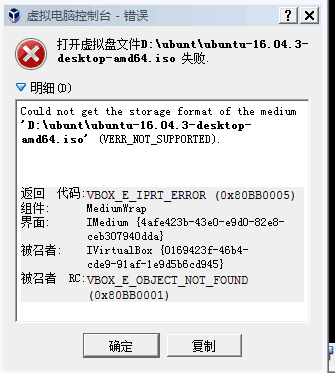 虚拟电脑控制台 - 错误
打开虚拟盘文件D:\ubunt\ubuntu-16.04.3-
desktop-amd64.iso 失败.
明细(D)
Could not get the storage format of the medium
'D:\ubunt\ubuntu-16.04.3-desktop-
amd64.iso' (VERR_NOT_SUPPORTED).
返回 代码: VBOX_E_IPRT_ERROR (0x80BB0005)
组件: MediumWrap
界面: IMedium {4afe423b-43e0-e9d0-82e8-
ceb307940dda}
被召者: IVirtualBox {0169423f-46b4-
cde9-91af-1e9d5b6cd945}
被召者 RC: VBOX_E_OBJECT_NOT_FOUND
(0x80BB0001)
确定 复制